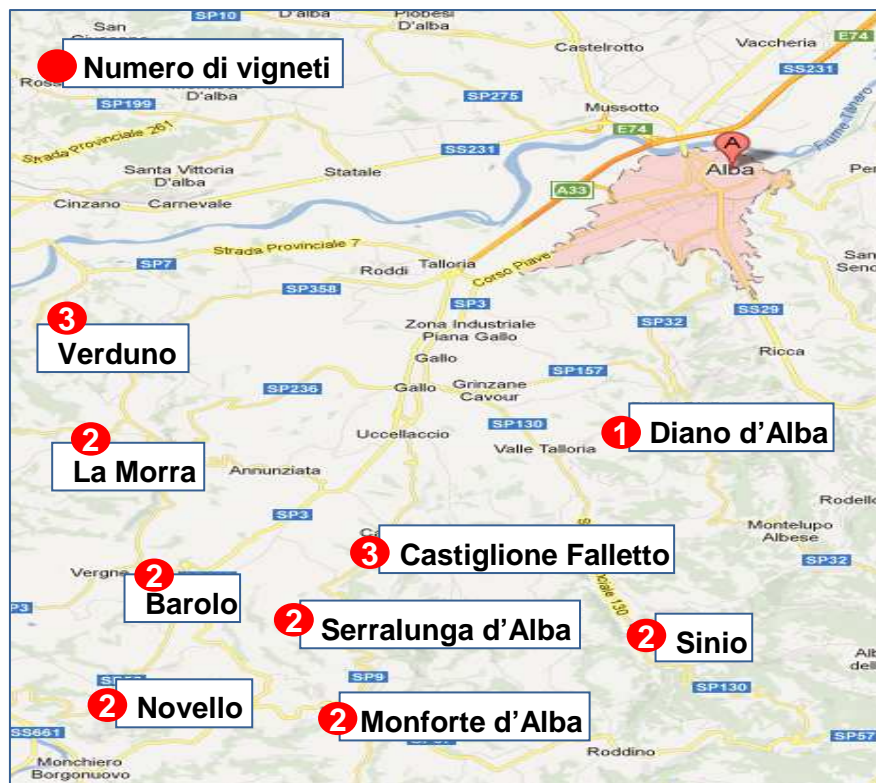 SP10
D'alba
Piobesi
D'alba
E74
San
Castelrotto
Vaccheria
Numero di vigneti
SS231
D'alba
SP275
SP199
Mussotto
E74
Fiume Tanaro
Strada Provinciale 261
SS231
A
Santa Vittoria
D'alba
Statale
Alba
A33
Cinzano
Carnevale
Strada Provinciale 7
Corso Piave
SP7
Talloria
Roddi
San
SP358
SP3
SS29
3
Verduno
Zona Industriale
Piana Gallo
SP32
Ricca
Gallo
SP157
SP236
Gallo
Grinzane
Cavour
SP130
2
La Morra
Uccellaccio
1
Diano d'Alba
Valle Talloria
Annunziata
Rodello
SP3
Montelupo
Albese
3
Castiglione Falletto
SP32
Vergne
2
Barolo
SP3
2
Serralunga d'Alba
2
Sinio
SP9
SP130
2
Novello
2
Monforte d'Alba
SS661
SP57
Roddino
Monchiero
Borgonuovo